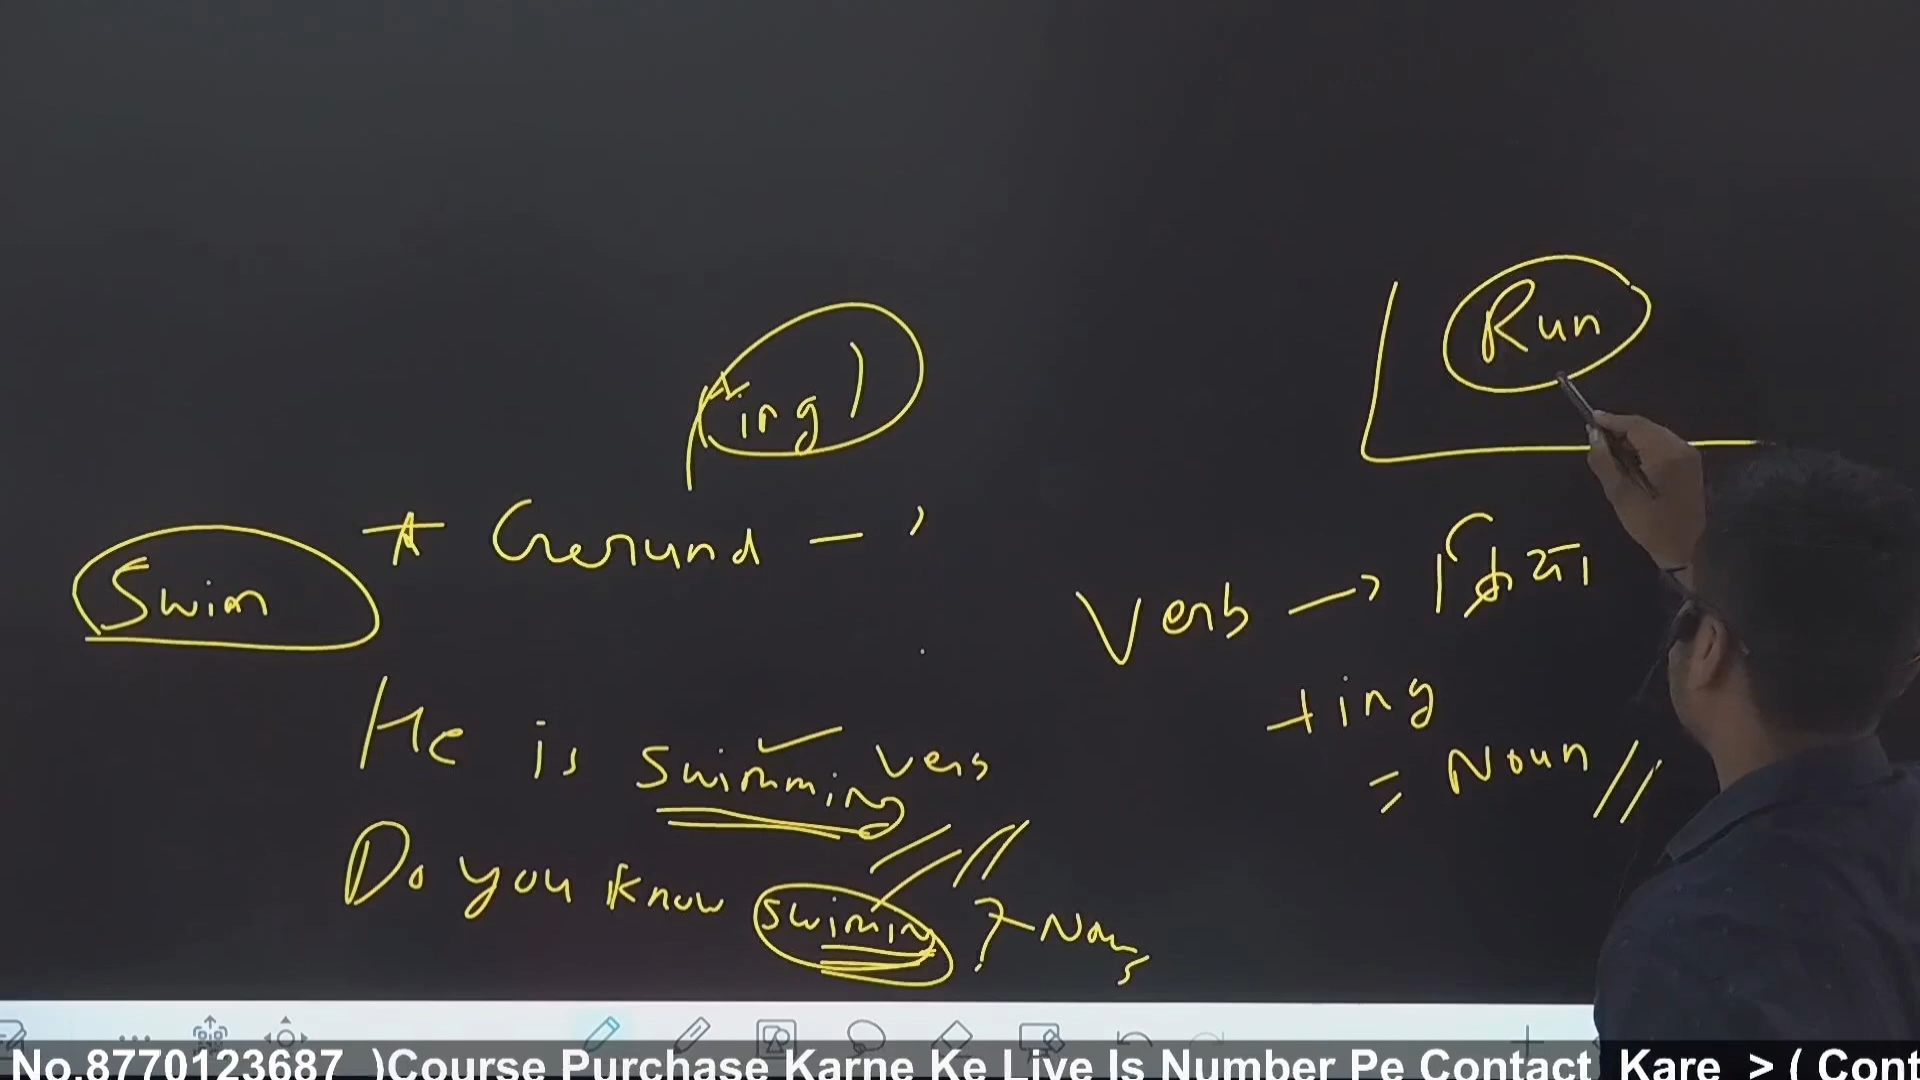 Run
+ing)
* Gerund –
Swim
Verb → क्रिया
+ing
= Noun //
He is swimming Verb
Do you know swimin ? – Noun
No.8770123687 )Course Purchase Karne Ke Live Is Number Pe Contact Kare > ( Cont